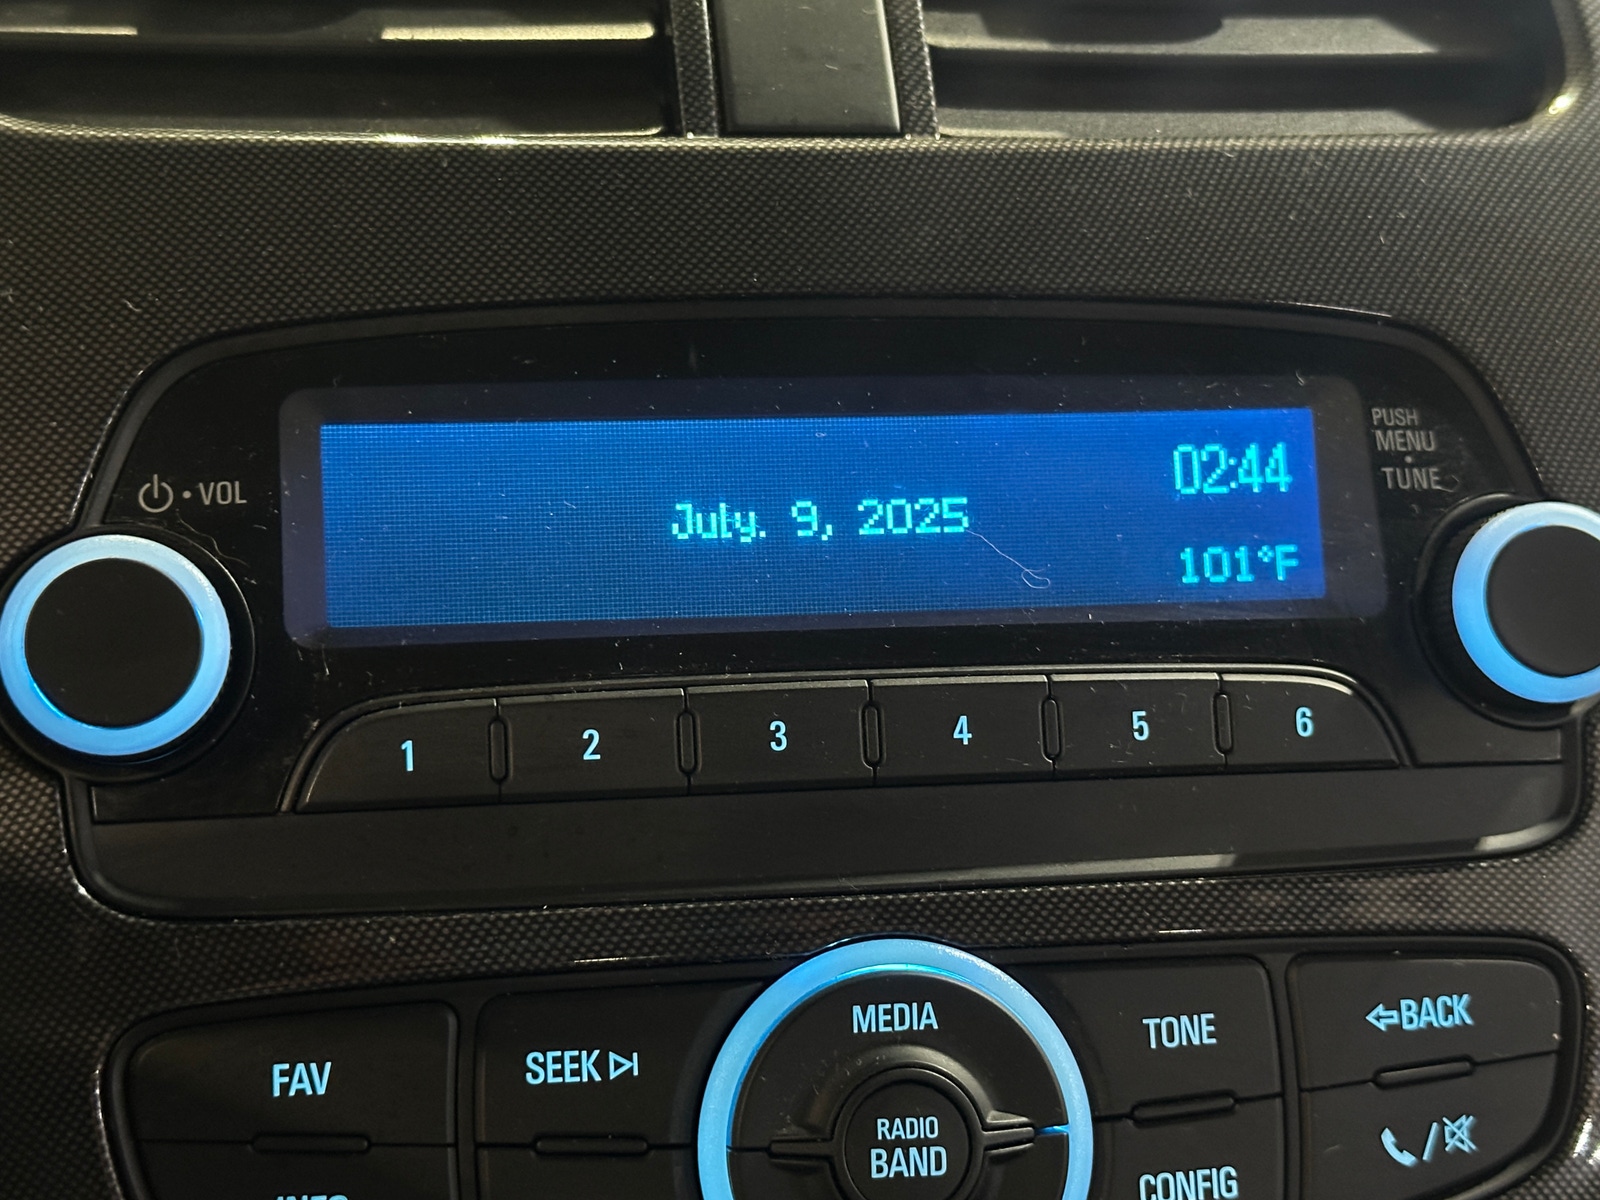 02:44
July. 9, 2025
101°F
VOL
PUSH
MENU
TUNE
1 2 3 4 5 6
FAV
SEEK
MEDIA
TONE
BACK
RADIO
BAND
CONFIG
INFO